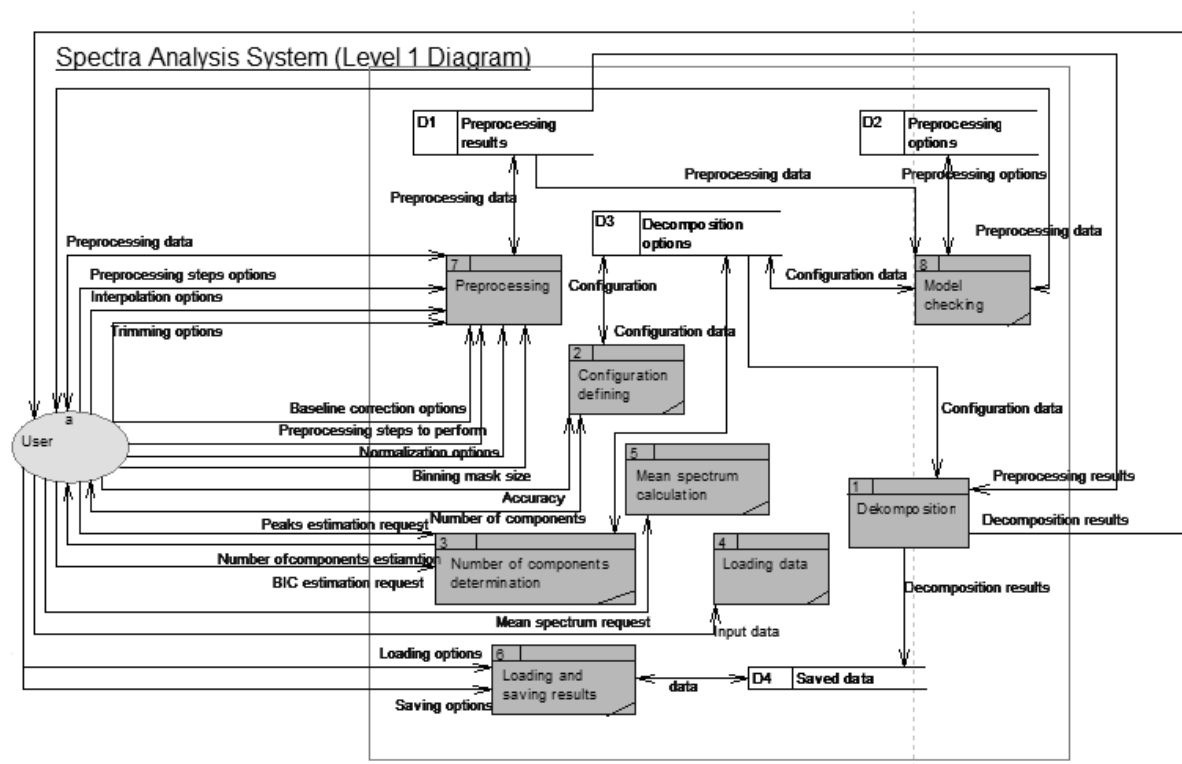 Spectra Analysis System (Level 1 Diagram)
D1
Preprocessing
results
D2
Preprocessing
options
Preprocessing data
Preprocessing options
Preprocessing data
D3
Decomposition
options
Preprocessing data
Preprocessing data
7
Preprocessing
Preprocessing steps options
Interpolation options
Trimming options
Configuration
Configuration data
8
Model
checking
Configuration data
2
Configuration
defining
Baseline correction options
Preprocessing steps to perform
Normalization options
Binning mask size
Configuration data
a
User
5
Mean spectrum
calculation
Accuracy
Number of components
Peaks estimation request
1
Dekomposition
Preprocessing results
Decomposition results
3
Number of components
determination
Number ofcomponents estiamtion
BIC estimation request
4
Loading data
Decomposition results
Mean spectrum request
Input data
Loading options
6
Loading and
saving results
Saving options
data
D4
Saved data